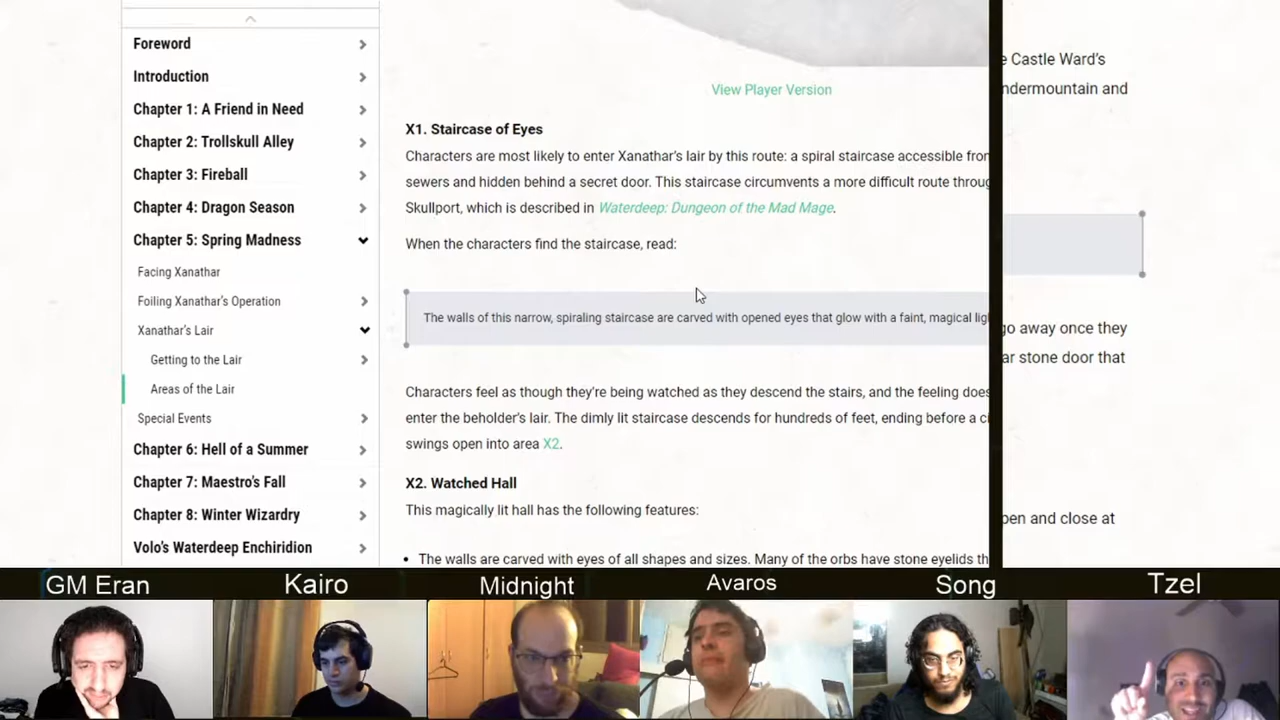 Foreword
Introduction
Chapter 1: A Friend in Need
Chapter 2: Trollskull Alley
Chapter 3: Fireball
Chapter 4: Dragon Season
Chapter 5: Spring Madness
Facing Xanathar
Foiling Xanathar's Operation
Xanathar's Lair
Getting to the Lair
Areas of the Lair
Special Events
Chapter 6: Hell of a Summer
Chapter 7: Maestro's Fall
Chapter 8: Winter Wizardry
Volo's Waterdeep Enchiridion
View Player Version
X1. Staircase of Eyes
Characters are most likely to enter Xanathar's lair by this route: a spiral staircase accessible from
sewers and hidden behind a secret door. This staircase circumvents a more difficult route throug
Skullport, which is described in Waterdeep: Dungeon of the Mad Mage.
When the characters find the staircase, read:
The walls of this narrow, spiraling staircase are carved with opened eyes that glow with a faint, magical lig
Characters feel as though they're being watched as they descend the stairs, and the feeling does
enter the beholder's lair. The dimly lit staircase descends for hundreds of feet, ending before a ci
swings open into area X2.
X2. Watched Hall
This magically lit hall has the following features:
• The walls are carved with eyes of all shapes and sizes. Many of the orbs have stone eyelids th
e Castle Ward's
ndermountain and
go away once they
ar stone door that
pen and close at
GM Eran
Kairo
Midnight
Avaros
Song
Tzel